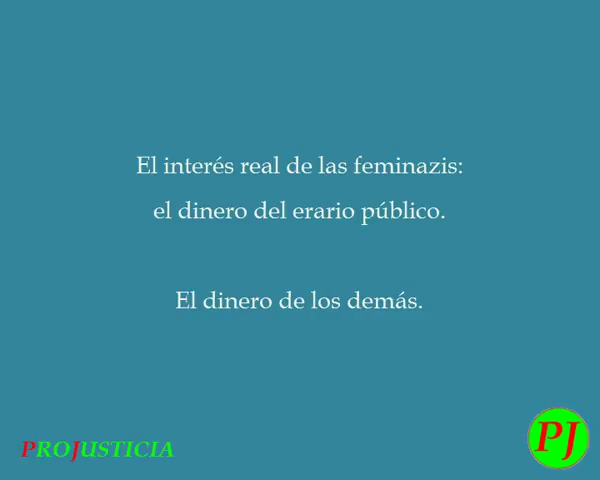 El interés real de las feminazis:
el dinero del erario público.
El dinero de los demás.
PROJUSTICIA
PJ